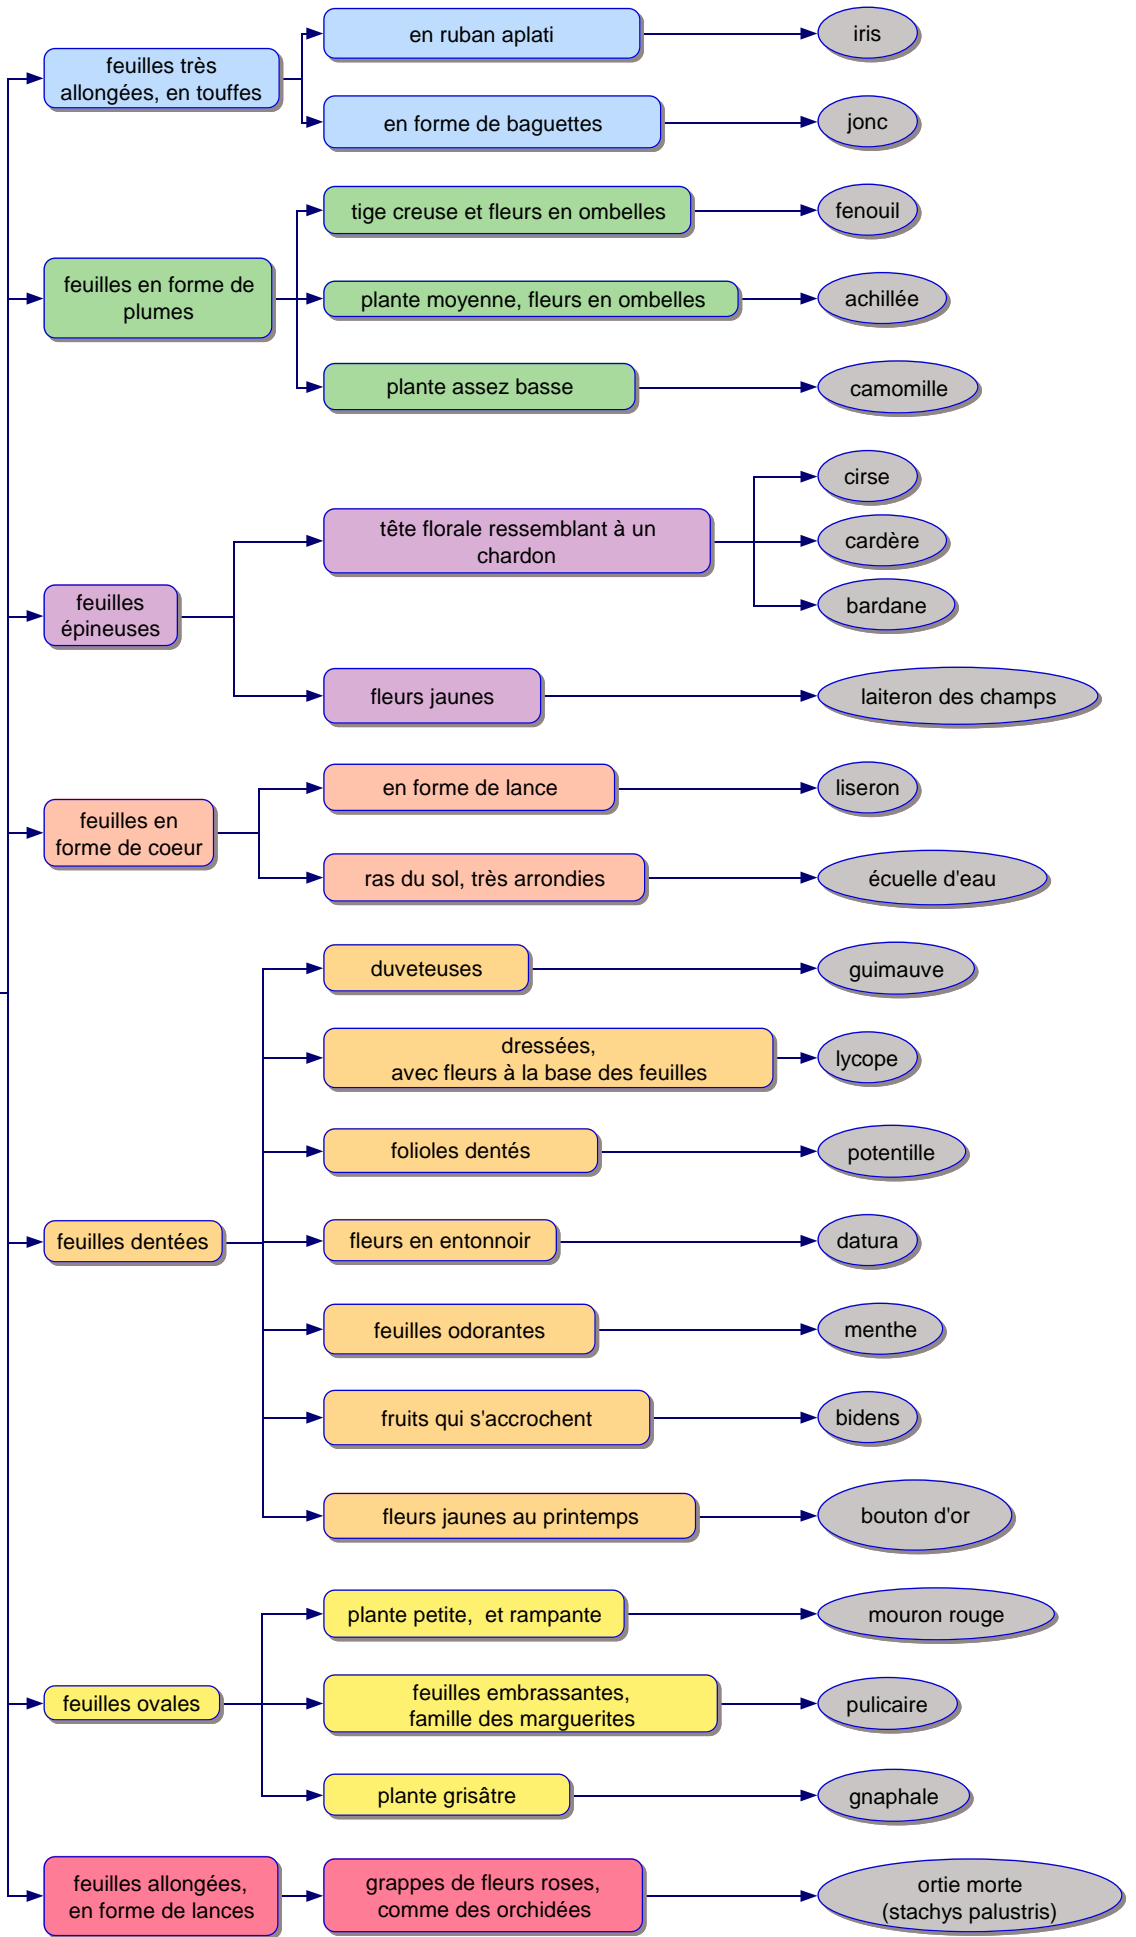 feuilles très
allongées, en touffes
en ruban aplati
iris
en forme de baguettes
jonc
feuilles en forme de
plumes
tige creuse et fleurs en ombelles
fenouil
plante moyenne, fleurs en ombelles
achillée
plante assez basse
camomille
feuilles
épineuses
tête florale ressemblant à un
chardon
cirse
cardère
bardane
fleurs jaunes
laiteron des champs
feuilles en
forme de coeur
en forme de lance
liseron
ras du sol, très arrondies
écuelle d'eau
feuilles dentées
duveteuses
guimauve
dressées,
avec fleurs à la base des feuilles
lycope
folioles dentés
potentille
fleurs en entonnoir
datura
feuilles odorantes
menthe
fruits qui s'accrochent
bidens
fleurs jaunes au printemps
bouton d'or
feuilles ovales
plante petite, et rampante
mouron rouge
feuilles embrassantes,
famille des marguerites
pulicaire
plante grisâtre
gnaphale
feuilles allongées,
en forme de lances
grappes de fleurs roses,
comme des orchidées
ortie morte
(stachys palustris)